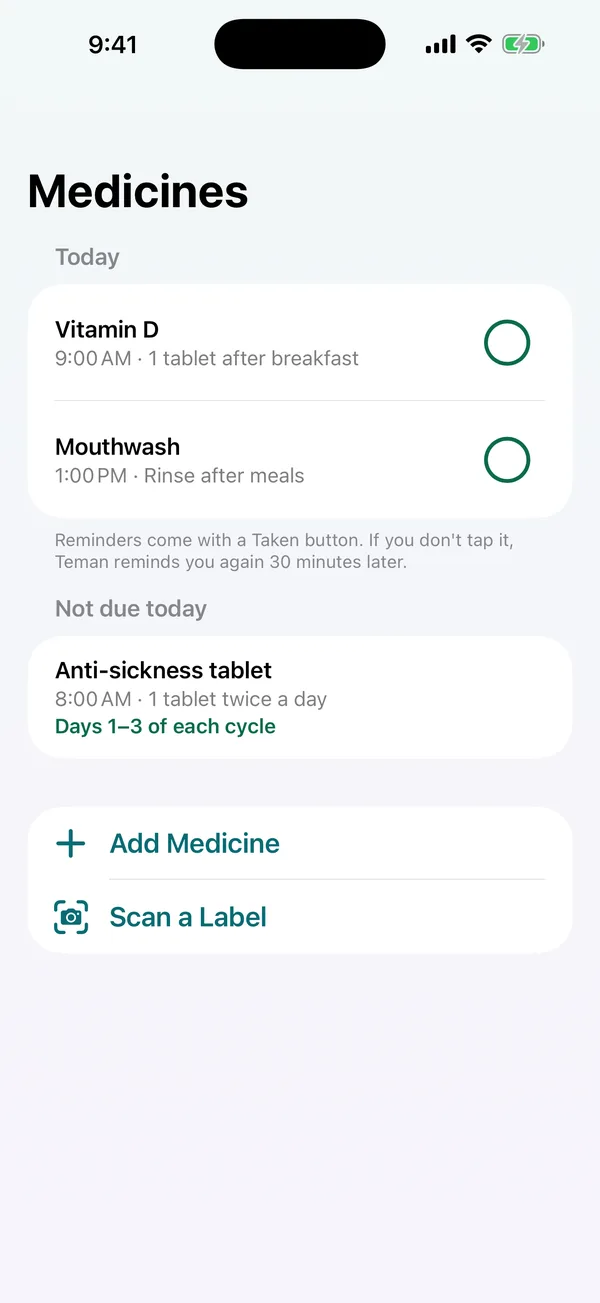 9:41
Medicines
Today
Vitamin D
9:00 AM · 1 tablet after breakfast
Mouthwash
1:00 PM · Rinse after meals
Reminders come with a Taken button. If you don't tap it,
Teman reminds you again 30 minutes later.
Not due today
Anti-sickness tablet
8:00 AM · 1 tablet twice a day
Days 1–3 of each cycle
Add Medicine
Scan a Label